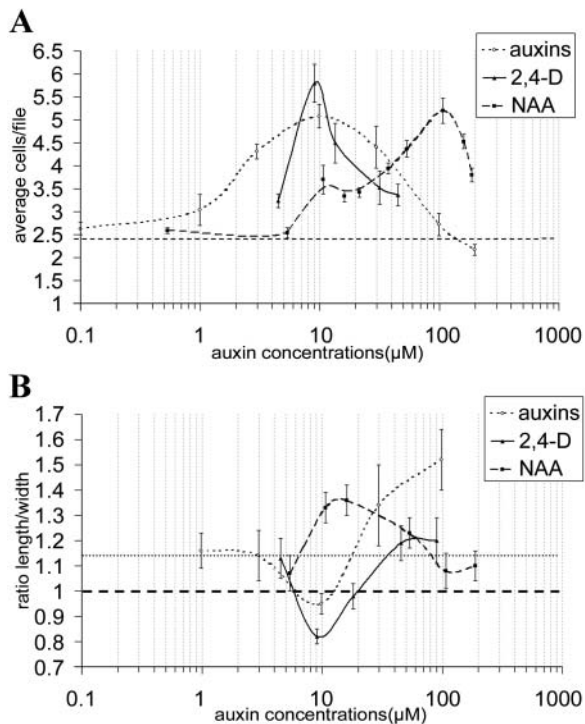 A
average cells/file
6.5
6
5.5
5
4.5
4
3.5
3
2.5
2
1.5
1
0.1 1 10 100 1000
auxin concentrations(µM)
auxins
2,4-D
NAA
B
ratio length/width
1.7
1.6
1.5
1.4
1.3
1.2
1.1
1
0.9
0.8
0.7
0.1 1 10 100 1000
auxin concentrations(µM)
auxins
2,4-D
NAA